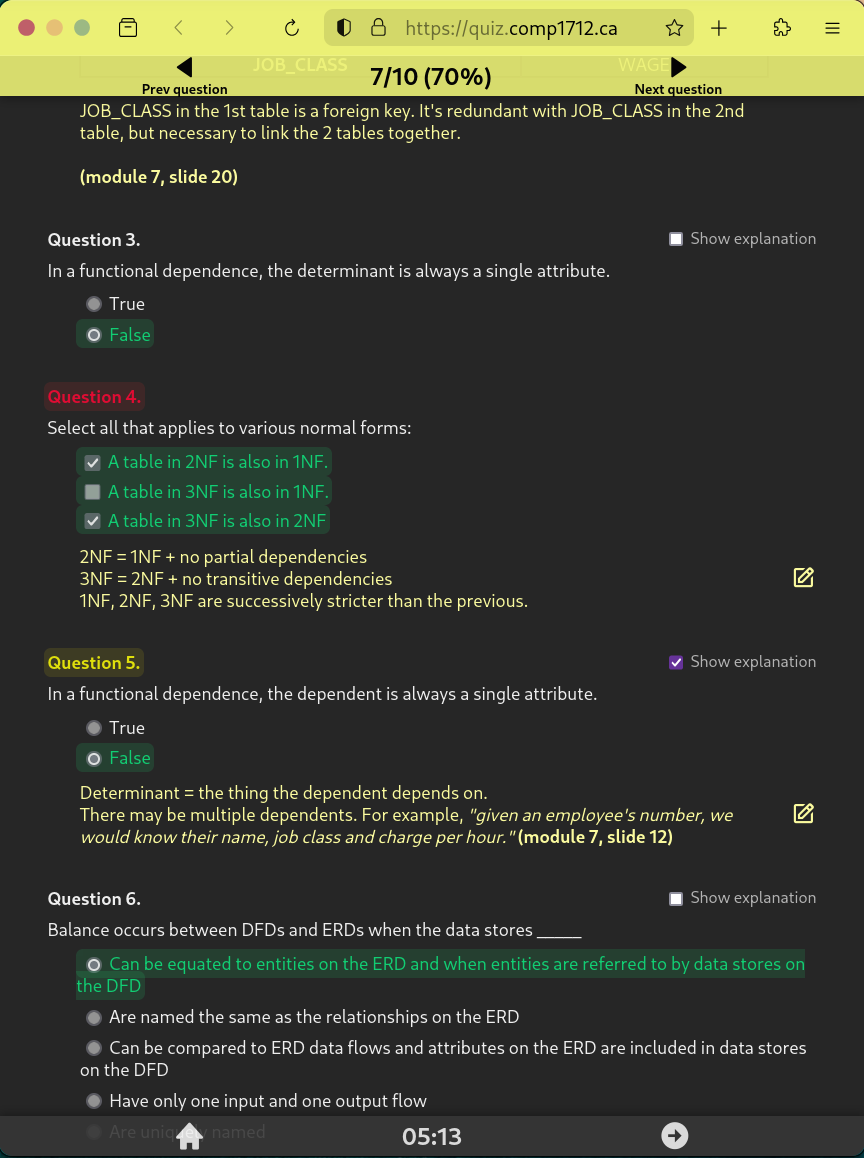 https://quiz.comp1712.ca
JOB_CLASS
WAGE
7/10 (70%)
Prev question
Next question
JOB_CLASS in the 1st table is a foreign key. It's redundant with JOB_CLASS in the 2nd
table, but necessary to link the 2 tables together.
(module 7, slide 20)
Question 3.
Show explanation
In a functional dependence, the determinant is always a single attribute.
True
False
Question 4.
Select all that applies to various normal forms:
A table in 2NF is also in 1NF.
A table in 3NF is also in 1NF.
A table in 3NF is also in 2NF
2NF = 1NF + no partial dependencies
3NF = 2NF + no transitive dependencies
1NF, 2NF, 3NF are successively stricter than the previous.
Question 5.
Show explanation
In a functional dependence, the dependent is always a single attribute.
True
False
Determinant = the thing the dependent depends on.
There may be multiple dependents. For example, "given an employee's number, we
would know their name, job class and charge per hour." (module 7, slide 12)
Question 6.
Show explanation
Balance occurs between DFDs and ERDs when the data stores _____
Can be equated to entities on the ERD and when entities are referred to by data stores on
the DFD
Are named the same as the relationships on the ERD
Can be compared to ERD data flows and attributes on the ERD are included in data stores
on the DFD
Have only one input and one output flow
Are uniquely named
05:13